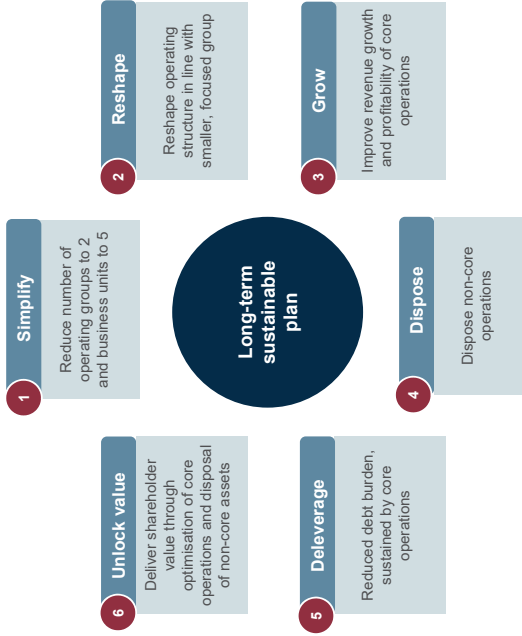 Long-term
sustainable
plan
1
Simplify
Reduce number of
operating groups to 2
and business units to 5
2
Reshape
Reshape operating
structure in line with
smaller, focused group
3
Grow
Improve revenue growth
and profitability of core
operations
4
Dispose
Dispose non-core
operations
5
Deleverage
Reduced debt burden,
sustained by core
operations
6
Unlock value
Deliver shareholder
value through
optimisation of core
operations and disposal
of non-core assets